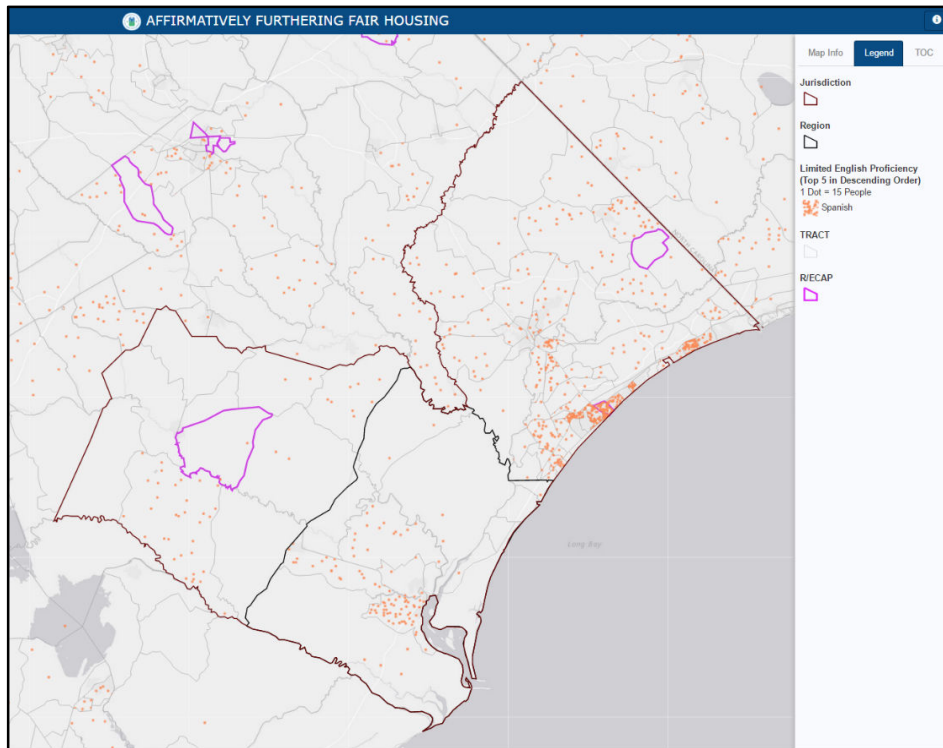 AFFIRMATIVELY FURTHERING FAIR HOUSING
Map Info Legend TOC
Jurisdiction
Region
Limited English Proficiency
(Top 5 in Descending Order)
1 Dot = 15 People
Spanish
TRACT
R/ECAP
Long Bay